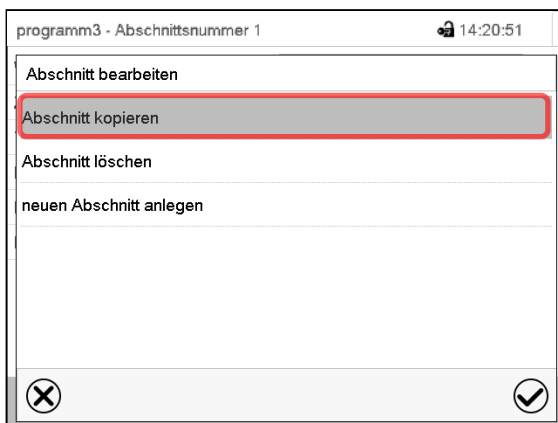 programm3 - Abschnittsnummer 1 14:20:51
Abschnitt bearbeiten
Abschnitt kopieren
Abschnitt löschen
neuen Abschnitt anlegen